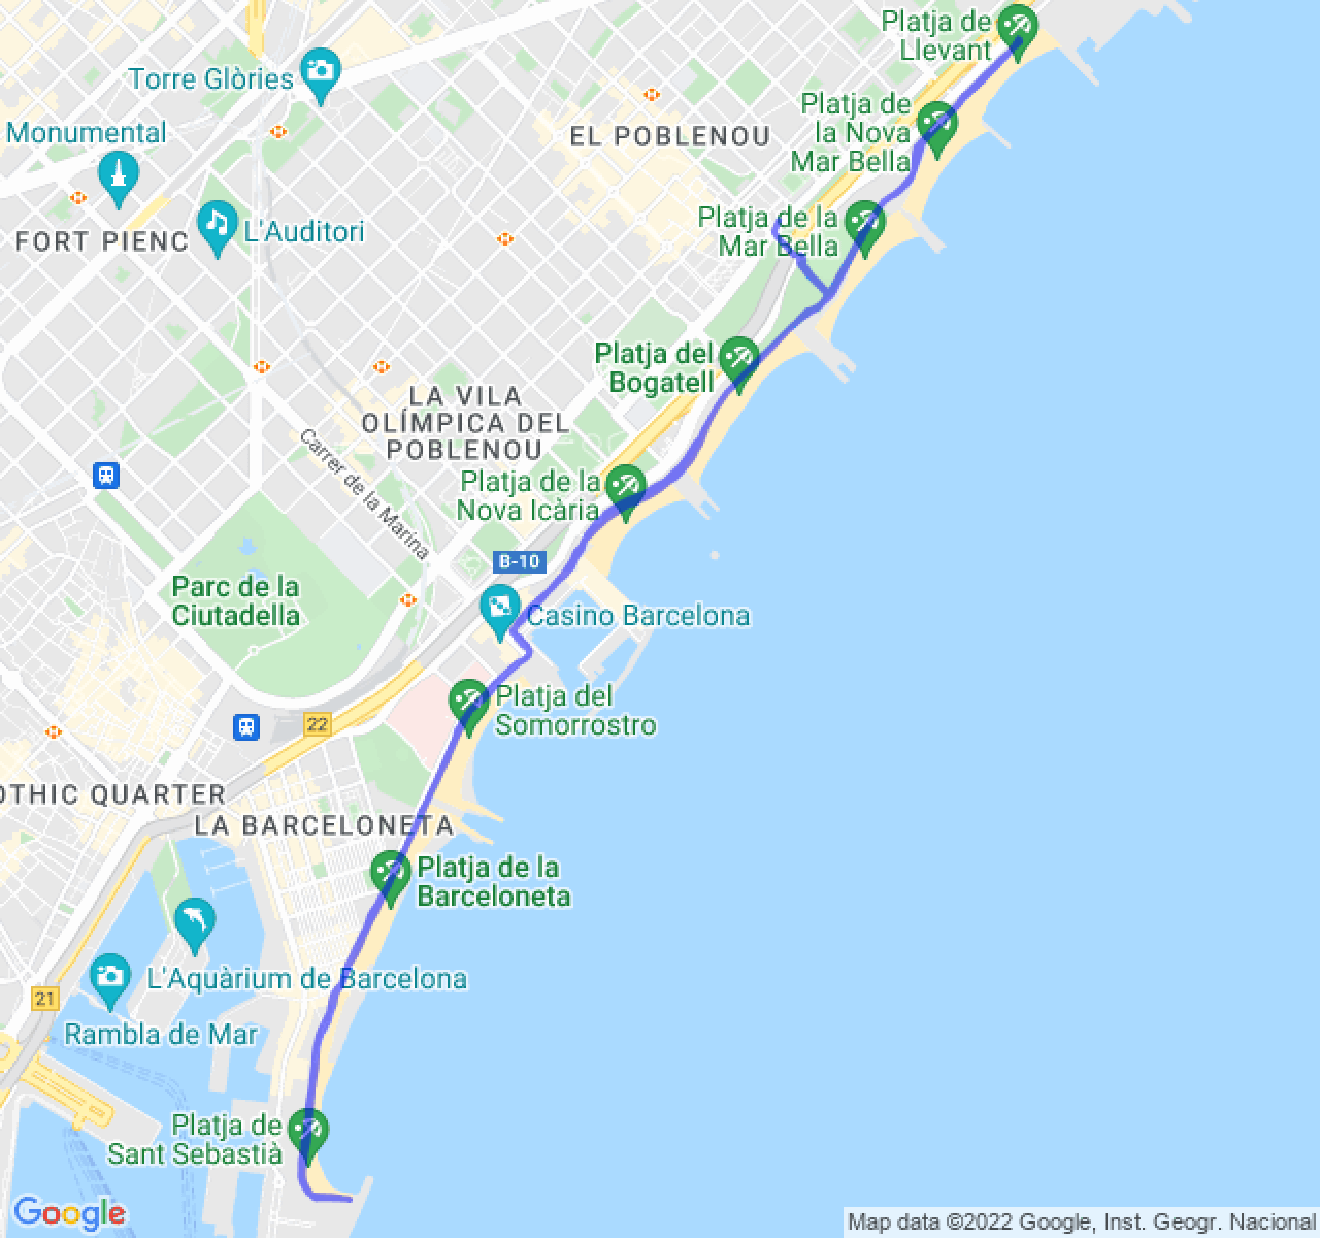 Platja de
Llevant
Torre Glòries
Platja de
la Nova
Mar Bella
Monumental
EL POBLENOU
Platja de la
Mar Bella
L'Auditori
FORT PIENC
Platja del
Bogatell
LA VILA
OLÍMPICA DEL
POBLENOU
Carrer de la Marina
Platja de la
Nova Icària
B-10
Parc de la
Ciutadella
Casino Barcelona
Platja del
Somorrostro
22
OTHIC QUARTER
LA BARCELONETA
Platja de la
Barceloneta
L'Aquàrium de Barcelona
21
Rambla de Mar
Platja de
Sant Sebastià
Google
Map data ©2022 Google, Inst. Geogr. Nacional